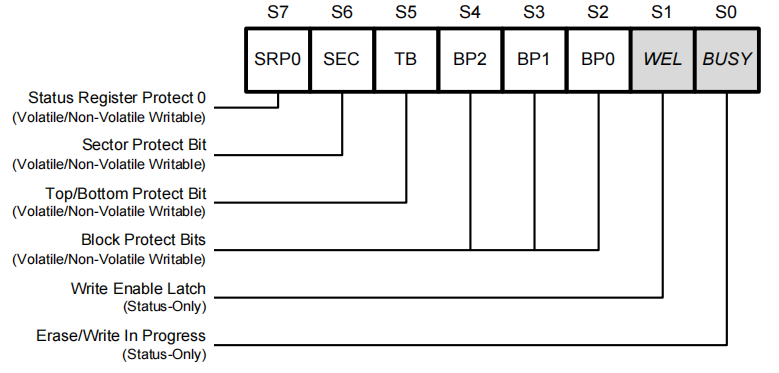 S7 S6 S5 S4 S3 S2 S1 S0
SRP0 SEC TB BP2 BP1 BP0 WEL BUSY
Status Register Protect 0
(Volatile/Non-Volatile Writable)
Sector Protect Bit
(Volatile/Non-Volatile Writable)
Top/Bottom Protect Bit
(Volatile/Non-Volatile Writable)
Block Protect Bits
(Volatile/Non-Volatile Writable)
Write Enable Latch
(Status-Only)
Erase/Write In Progress
(Status-Only)